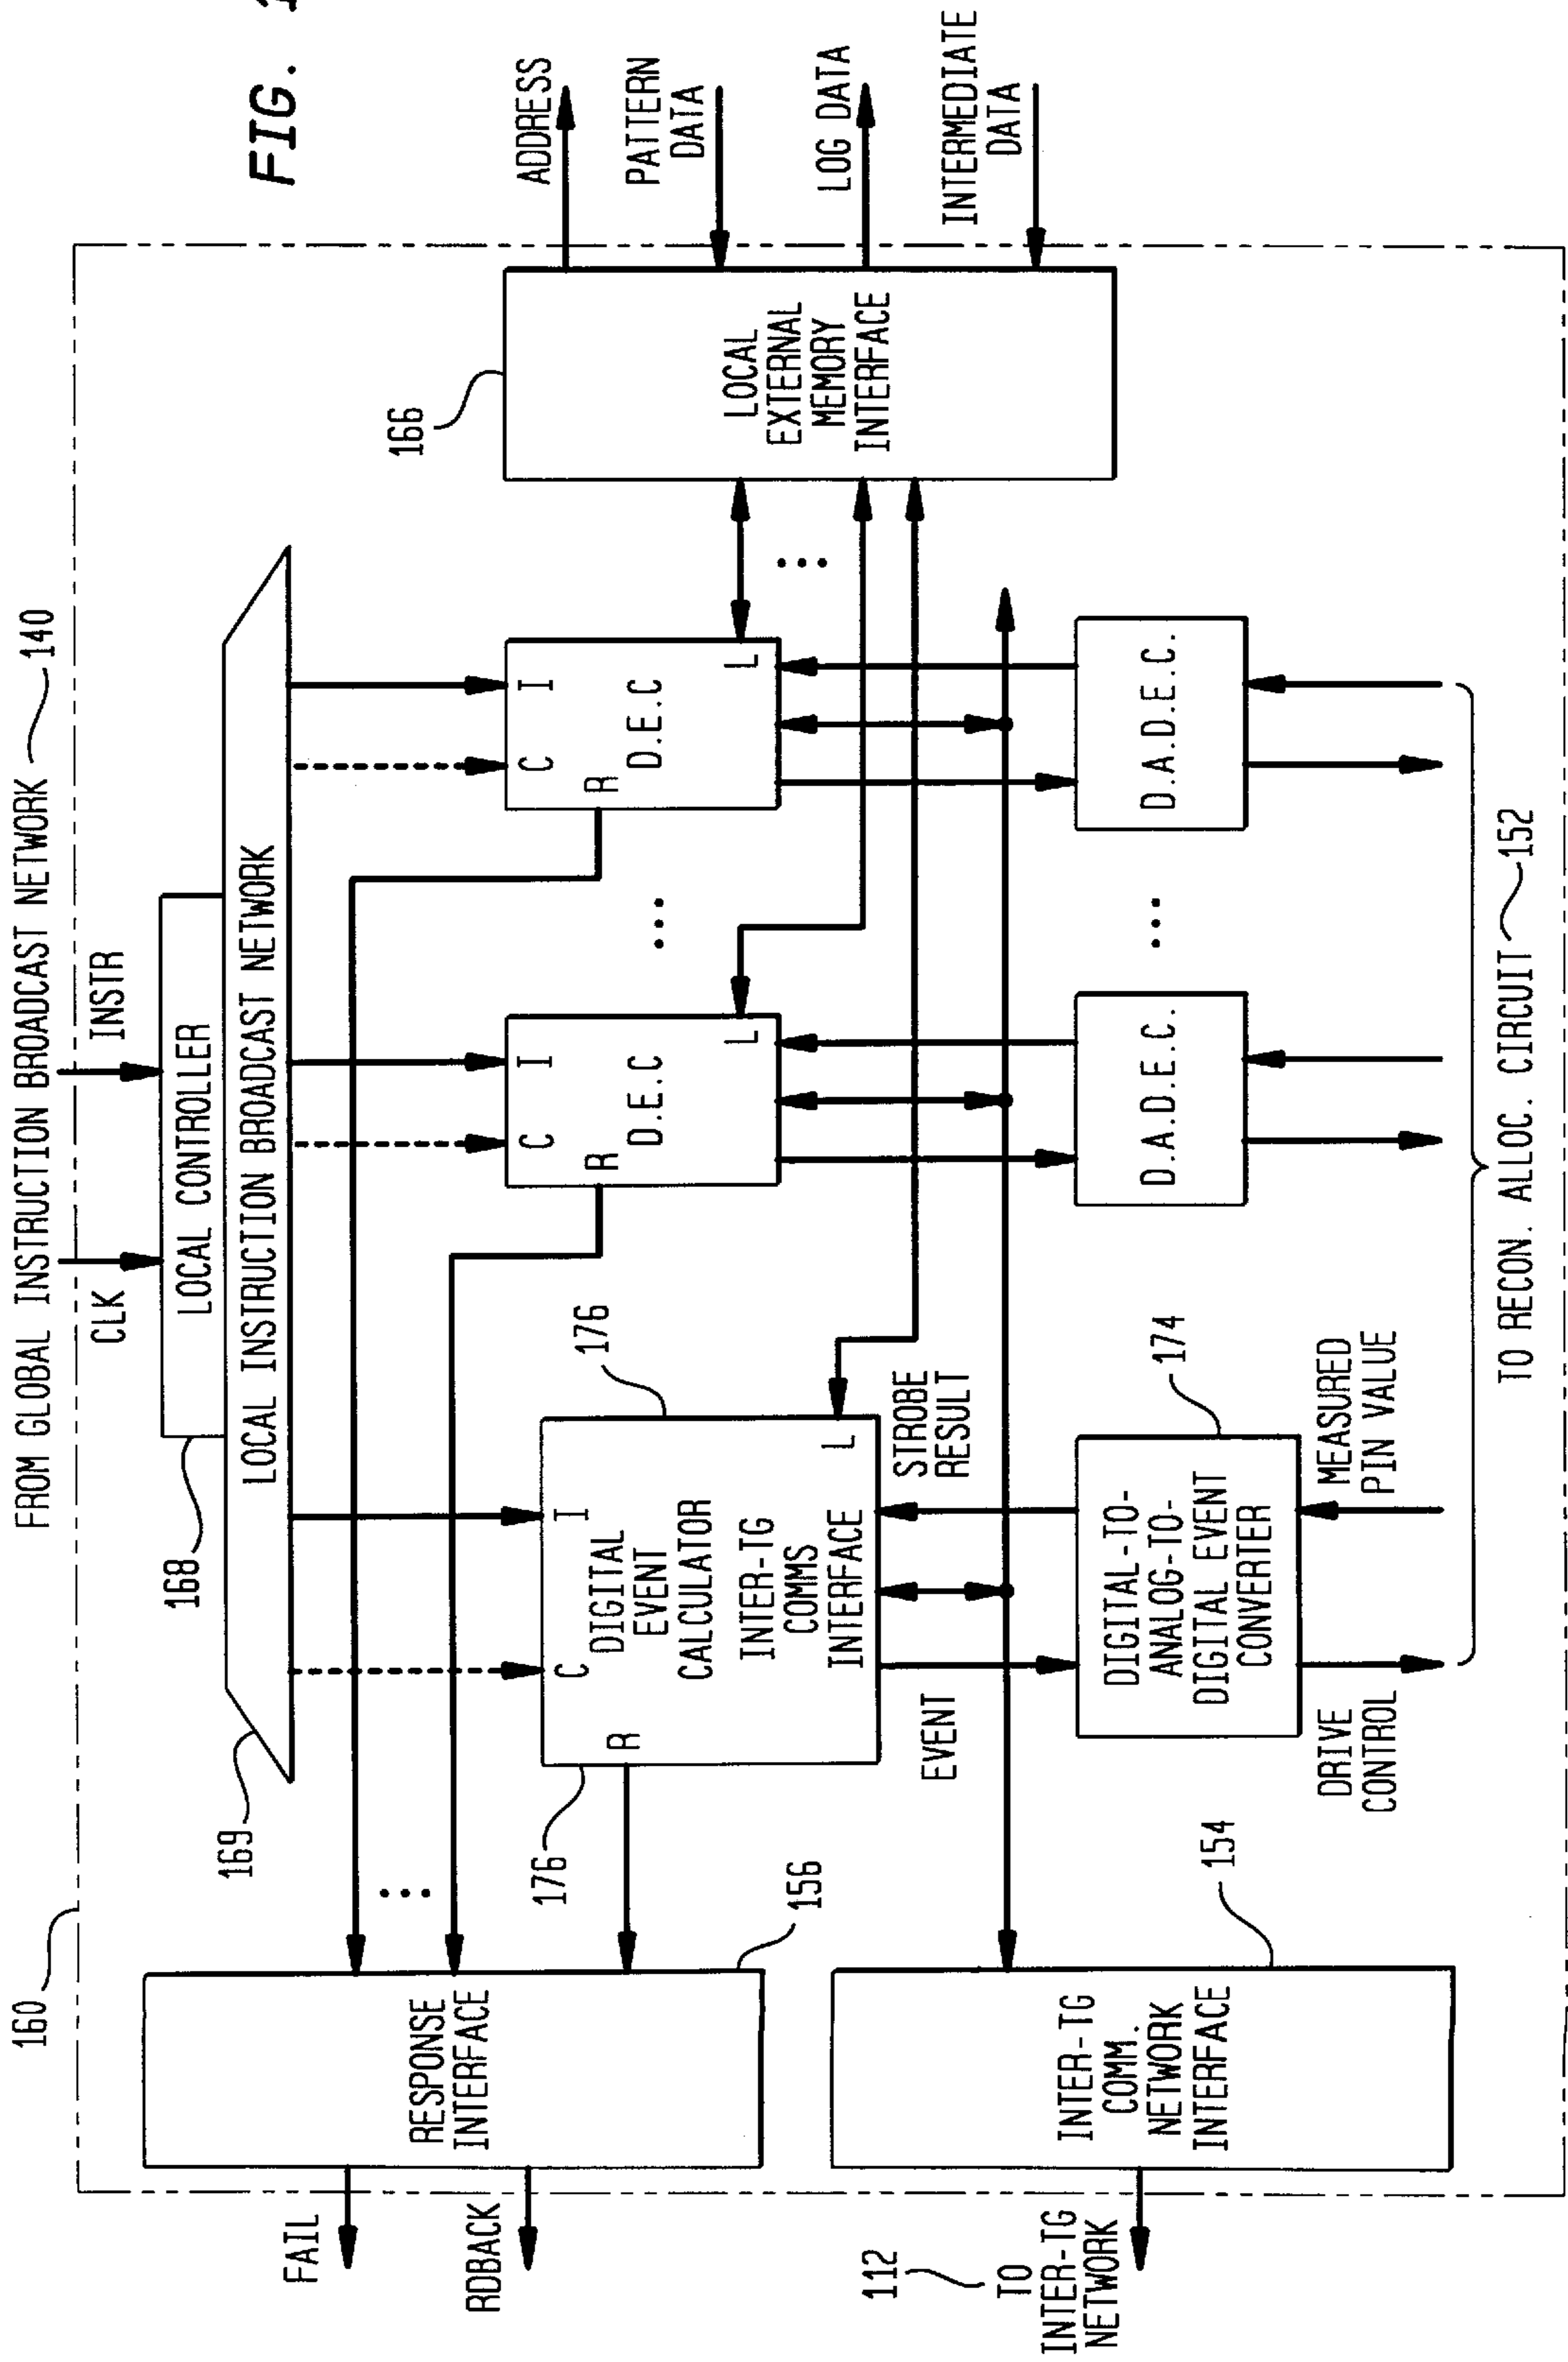 FIG.
FROM GLOBAL INSTRUCTION BROADCAST NETWORK 140
CLK
INSTR
160
168
LOCAL CONTROLLER
169
LOCAL INSTRUCTION BROADCAST NETWORK
FAIL
RDBACK
RESPONSE
INTERFACE
156
176
176
R
C
I
L
DIGITAL
EVENT
CALCULATOR
INTER-TG
COMMS
INTERFACE
C
I
R
D.E.C
L
C
I
R
D.E.C
L
166
LOCAL
EXTERNAL
MEMORY
INTERFACE
ADDRESS
PATTERN
DATA
LOG DATA
INTERMEDIATE
DATA
EVENT
STROBE
RESULT
112
TO
INTER-TG
NETWORK
INTER-TG
COMM.
NETWORK
INTERFACE
154
DIGITAL-TO-
ANALOG-TO-
DIGITAL EVENT
CONVERTER
174
D.A.D.E.C.
D.A.D.E.C.
DRIVE
CONTROL
MEASURED
PIN VALUE
TO RECON. ALLOC. CIRCUIT 152